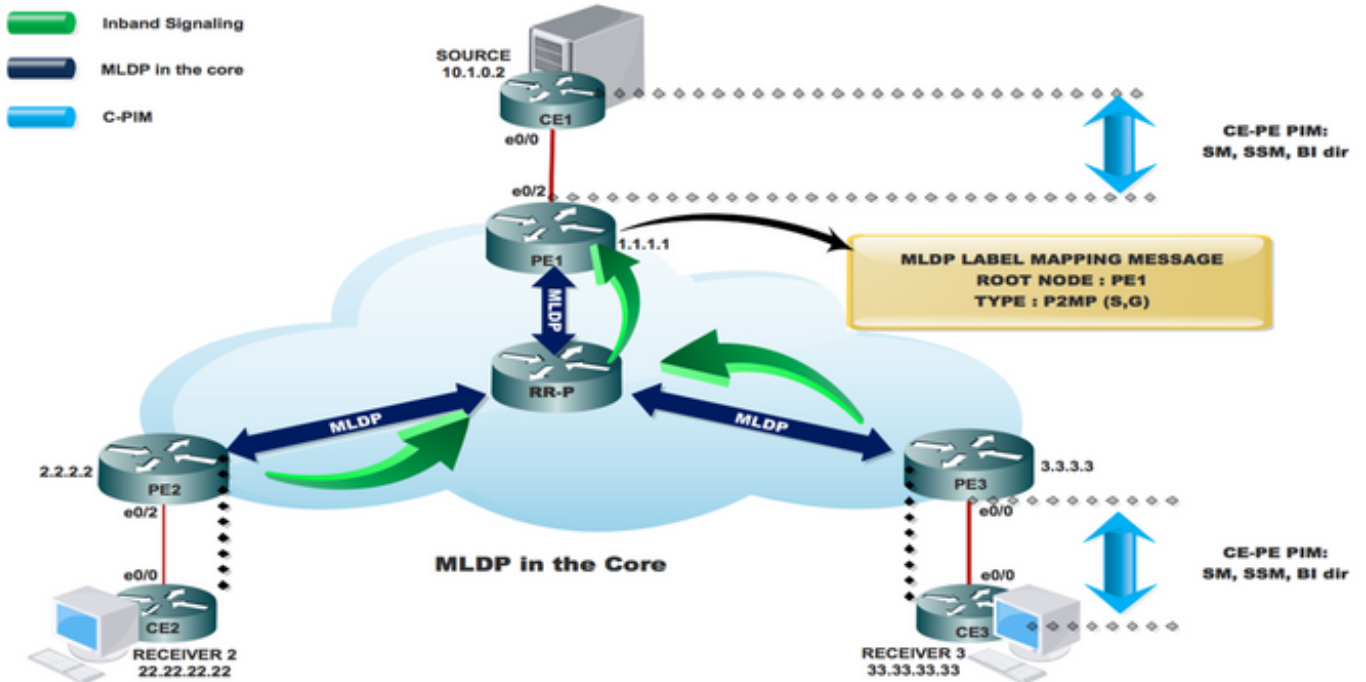 Inband Signaling
MLDP in the core
C-PIM
SOURCE
10.1.0.2
CE1
e0/0
CE-PE PIM:
SM, SSM, BI dir
e0/2
PE1
1.1.1.1
MLDP LABEL MAPPING MESSAGE
ROOT NODE : PE1
TYPE : P2MP (S,G)
MLDP
RR-P
MLDP
MLDP
2.2.2.2
PE2
e0/2
3.3.3.3
PE3
e0/0
MLDP in the Core
CE-PE PIM:
SM, SSM, BI dir
e0/0
CE2
RECEIVER 2
22.22.22.22
e0/0
CE3
RECEIVER 3
33.33.33.33